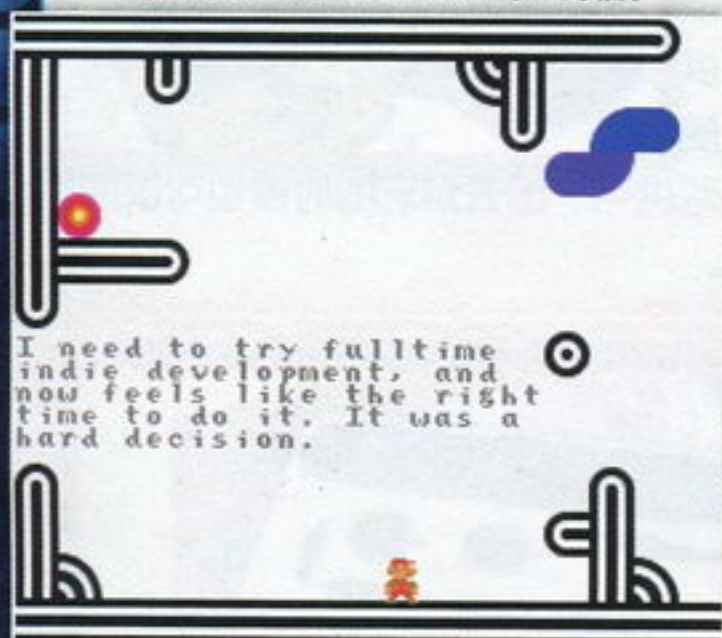 I need to try fulltime
indie development, and
now feels like the right
time to do it. It was a
hard decision.